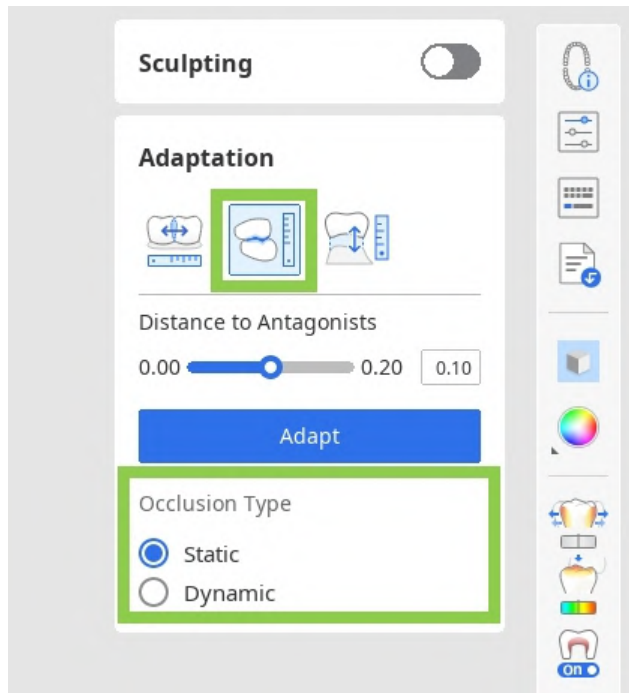 Sculpting
Adaptation
Distance to Antagonists
0.00 0.20 0.10
Adapt
Occlusion Type
Static
Dynamic
On